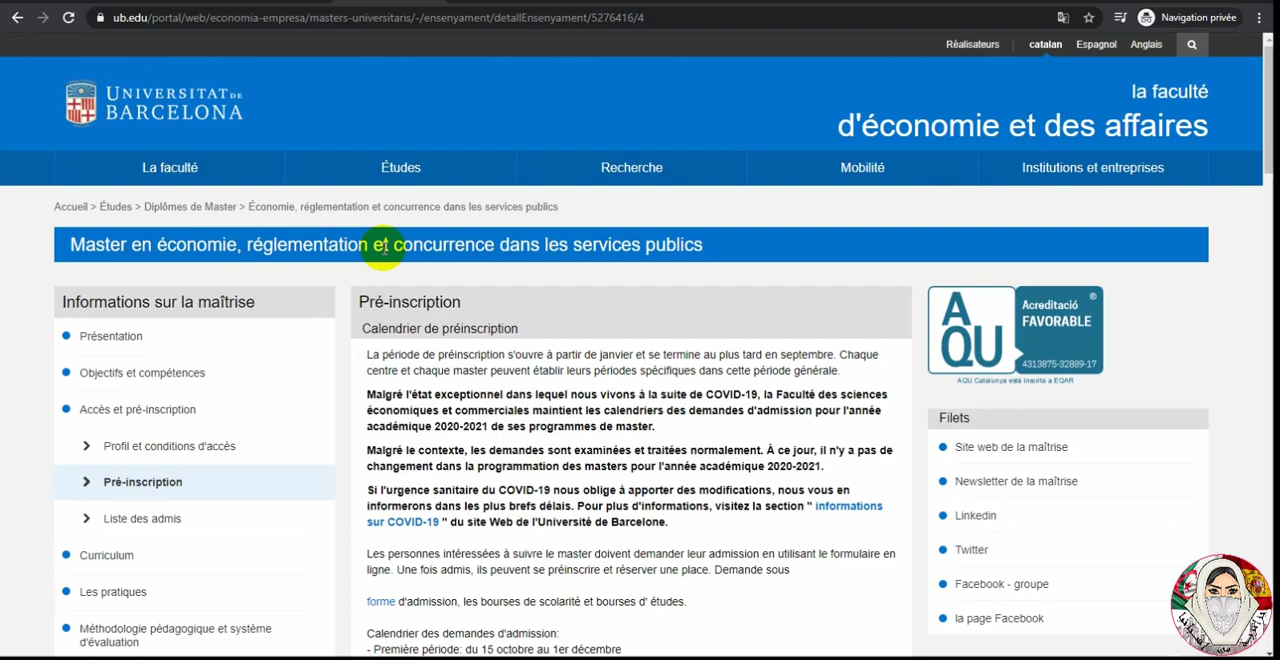 ub.edu/portal/web/economia-empresa/masters-universitaris/-/ensenyament/detallEnsenyament/5276416/4
Navigation privée
Réalisateurs
catalan
Espagnol
Anglais
UNIVERSITAT DE
BARCELONA
la faculté
d'économie et des affaires
La faculté
Études
Recherche
Mobilité
Institutions et entreprises
Accueil > Études > Diplômes de Master > Économie, réglementation et concurrence dans les services publics
Master en économie, réglementation et concurrence dans les services publics
Informations sur la maîtrise
Présentation
Objectifs et compétences
Accès et pré-inscription
Profil et conditions d'accès
Pré-inscription
Liste des admis
Curriculum
Les pratiques
Méthodologie pédagogique et système
d'évaluation
Pré-inscription
Calendrier de préinscription
La période de préinscription s'ouvre à partir de janvier et se termine au plus tard en septembre. Chaque
centre et chaque master peuvent établir leurs périodes spécifiques dans cette période générale.
Malgré l'état exceptionnel dans lequel nous vivons à la suite de COVID-19, la Faculté des sciences
économiques et commerciales maintient les calendriers des demandes d'admission pour l'année
académique 2020-2021 de ses programmes de master.
Malgré le contexte, les demandes sont examinées et traitées normalement. À ce jour, il n'y a pas de
changement dans la programmation des masters pour l'année académique 2020-2021.
Si l'urgence sanitaire du COVID-19 nous oblige à apporter des modifications, nous vous en
informerons dans les plus brefs délais. Pour plus d'informations, visitez la section " informations
sur COVID-19 " du site Web de l'Université de Barcelone.
Les personnes intéressées à suivre le master doivent demander leur admission en utilisant le formulaire en
ligne. Une fois admis, ils peuvent se préinscrire et réserver une place. Demande sous
forme d'admission, les bourses de scolarité et bourses d' études.
Calendrier des demandes d'admission:
- Première période: du 15 octobre au 1er décembre
AQU
Acreditació ®
FAVORABLE
4313875-32889-17
AQU Catalunya està inscrita a EQAR
Filets
Site web de la maîtrise
Newsletter de la maîtrise
Linkedin
Twitter
Facebook - groupe
la page Facebook